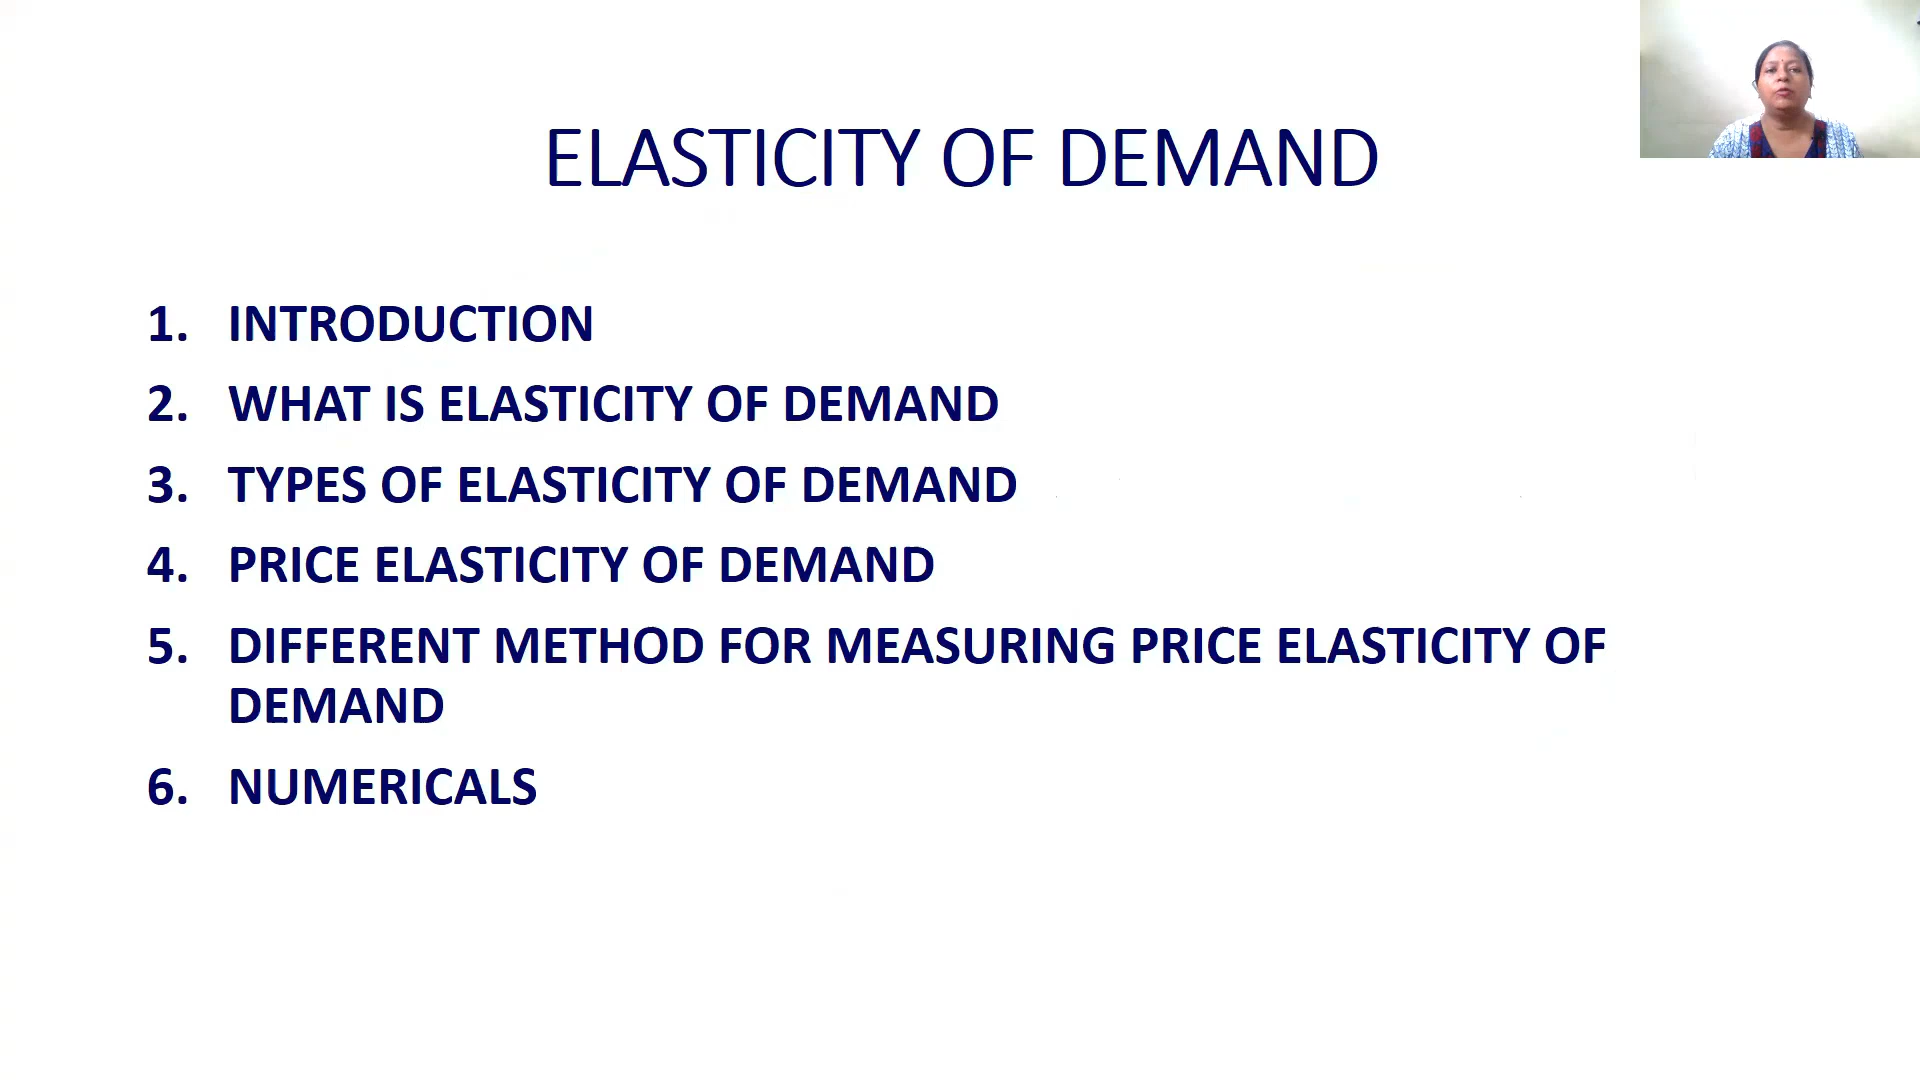 ELASTICITY OF DEMAND
1. INTRODUCTION
2. WHAT IS ELASTICITY OF DEMAND
3. TYPES OF ELASTICITY OF DEMAND
4. PRICE ELASTICITY OF DEMAND
5. DIFFERENT METHOD FOR MEASURING PRICE ELASTICITY OF
DEMAND
6. NUMERICALS